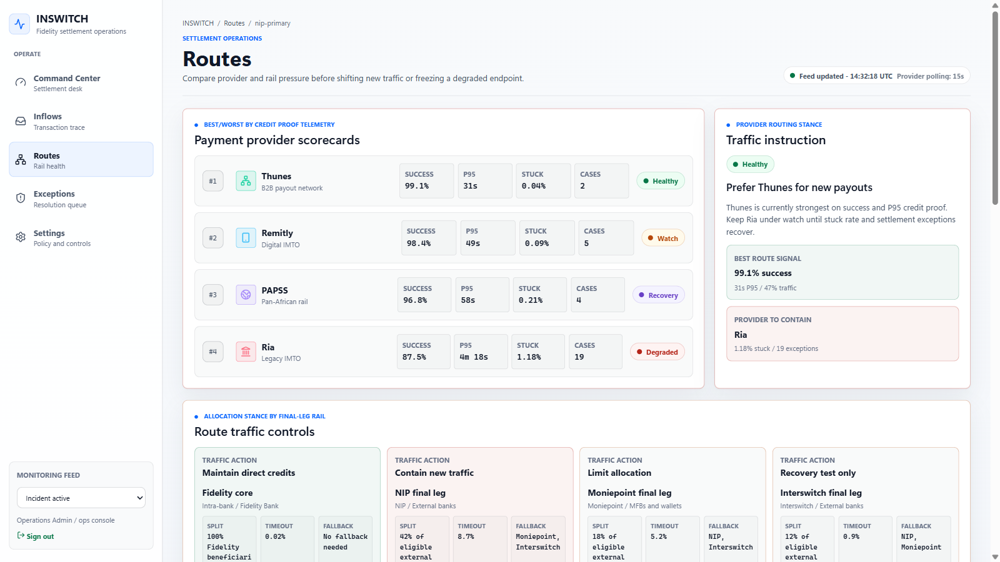 INSWITCH
Fidelity settlement operations
OPERATE
Command Center
Settlement desk
Inflows
Transaction trace
Routes
Rail health
Exceptions
Resolution queue
Settings
Policy and controls
MONITORING FEED
Incident active
Operations Admin / ops console
Sign out
INSWITCH / Routes / nip-primary
SETTLEMENT OPERATIONS
Routes
Compare provider and rail pressure before shifting new traffic or freezing a degraded endpoint.
Feed updated - 14:32:18 UTC Provider polling: 15s
BEST/WORST BY CREDIT PROOF TELEMETRY
Payment provider scorecards
#1
Thunes
B2B payout network
SUCCESS
99.1%
P95
31s
STUCK
0.04%
CASES
2
Healthy
#2
Remitly
Digital IMTO
SUCCESS
98.4%
P95
49s
STUCK
0.09%
CASES
5
Watch
#3
PAPSS
Pan-African rail
SUCCESS
96.8%
P95
58s
STUCK
0.21%
CASES
4
Recovery
#4
Ria
Legacy IMTO
SUCCESS
87.5%
P95
4m 18s
STUCK
1.18%
CASES
19
Degraded
PROVIDER ROUTING STANCE
Traffic instruction
Healthy
Prefer Thunes for new payouts
Thunes is currently strongest on success and P95 credit proof.
Keep Ria under watch until stuck rate and settlement exceptions
recover.
BEST ROUTE SIGNAL
99.1% success
31s P95 / 47% traffic
PROVIDER TO CONTAIN
Ria
1.18% stuck / 19 exceptions
ALLOCATION STANCE BY FINAL-LEG RAIL
Route traffic controls
TRAFFIC ACTION
Maintain direct credits
Fidelity core
Intra-bank / Fidelity Bank
SPLIT
100%
Fidelity
beneficiari
TIMEOUT
0.02%
FALLBACK
No fallback
needed
TRAFFIC ACTION
Contain new traffic
NIP final leg
NIP / External banks
SPLIT
42% of
eligible
external
TIMEOUT
8.7%
FALLBACK
Moniepoint,
Interswitch
TRAFFIC ACTION
Limit allocation
Moniepoint final leg
Moniepoint / MFBs and wallets
SPLIT
18% of
eligible
external
TIMEOUT
5.2%
FALLBACK
NIP,
Interswitch
TRAFFIC ACTION
Recovery test only
Interswitch final leg
Interswitch / External banks
SPLIT
12% of
eligible
external
TIMEOUT
0.9%
FALLBACK
NIP,
Moniepoint